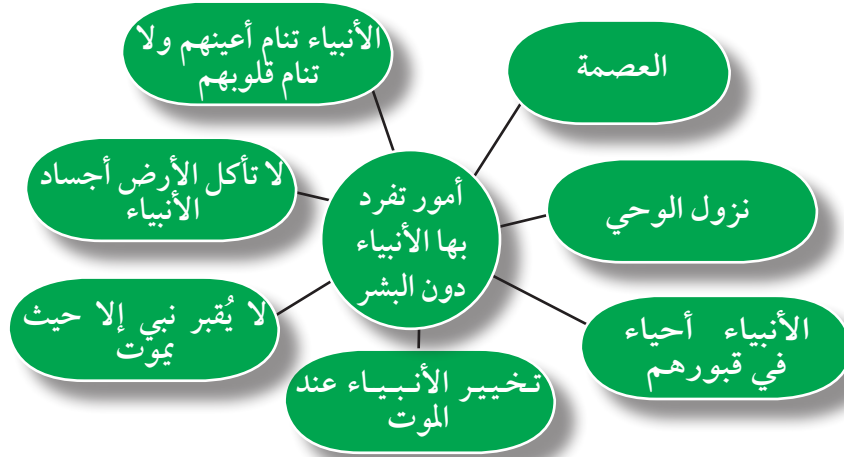 أمور تفرد
بها الأنبياء
دون البشر
العصمة
نزول الوحي
الأنبياء أحياء
في قبورهم
تخيير الأنبياء عند
الموت
لا يُقبر نبي إلا حيث
يموت
لا تأكل الأرض أجساد
الأنبياء
الأنبياء تنام أعينهم ولا
تنام قلوبهم